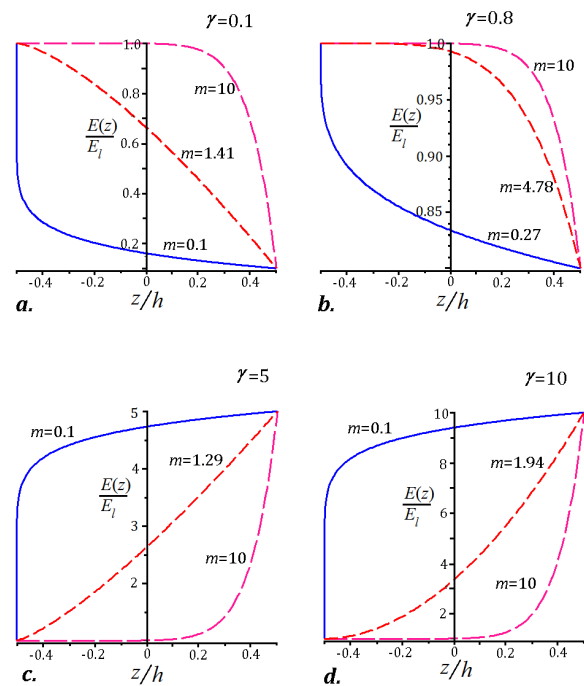 γ=0.1
1.0
0.8
0.6
0.4
0.2
E(z)
E_l
m=10
m=1.41
m=0.1
-0.4 -0.2 0 0.2 0.4
z/h
a.
γ=0.8
1.00
0.95
0.90
0.85
E(z)
E_l
m=10
m=4.78
m=0.27
-0.4 -0.2 0 0.2 0.4
z/h
b.
γ=5
5
4
3
2
m=0.1
m=1.29
E(z)
E_l
m=10
-0.4 -0.2 0 0.2 0.4
z/h
c.
γ=10
10
8
6
4
2
m=0.1
m=1.94
E(z)
E_l
m=10
-0.4 -0.2 0 0.2 0.4
z/h
d.